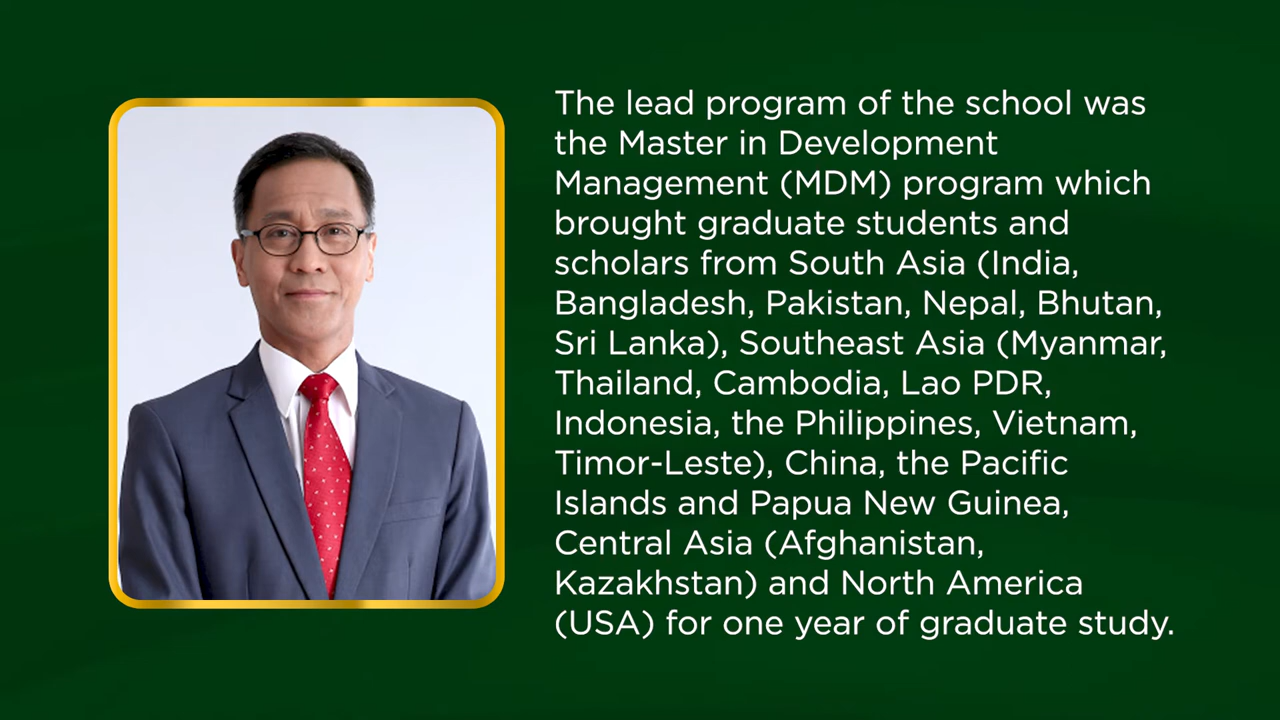 The lead program of the school was
the Master in Development
Management (MDM) program which
brought graduate students and
scholars from South Asia (India,
Bangladesh, Pakistan, Nepal, Bhutan,
Sri Lanka), Southeast Asia (Myanmar,
Thailand, Cambodia, Lao PDR,
Indonesia, the Philippines, Vietnam,
Timor-Leste), China, the Pacific
Islands and Papua New Guinea,
Central Asia (Afghanistan,
Kazakhstan) and North America
(USA) for one year of graduate study.